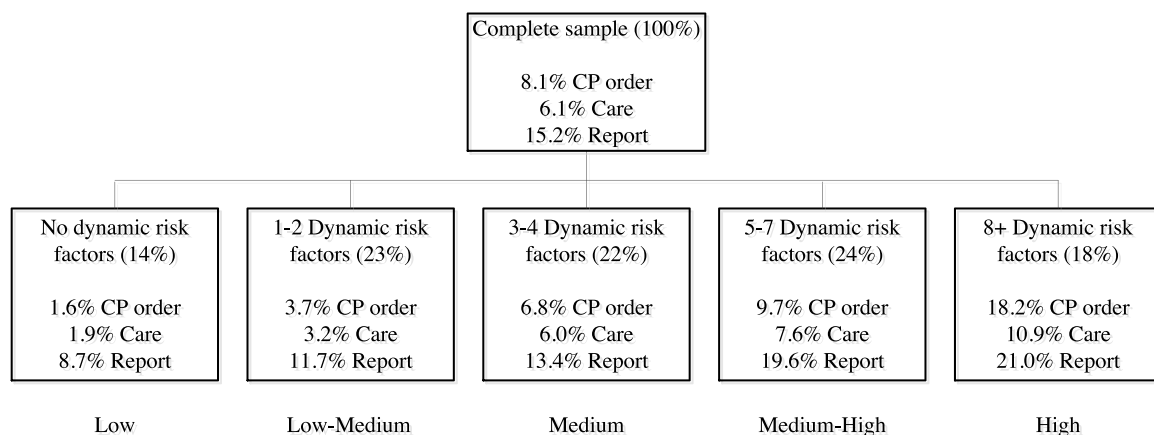 Complete sample (100%)
8.1% CP order
6.1% Care
15.2% Report
No dynamic risk
factors (14%)
1.6% CP order
1.9% Care
8.7% Report
Low
1-2 Dynamic risk
factors (23%)
3.7% CP order
3.2% Care
11.7% Report
Low-Medium
3-4 Dynamic risk
factors (22%)
6.8% CP order
6.0% Care
13.4% Report
Medium
5-7 Dynamic risk
factors (24%)
9.7% CP order
7.6% Care
19.6% Report
Medium-High
8+ Dynamic risk
factors (18%)
18.2% CP order
10.9% Care
21.0% Report
High